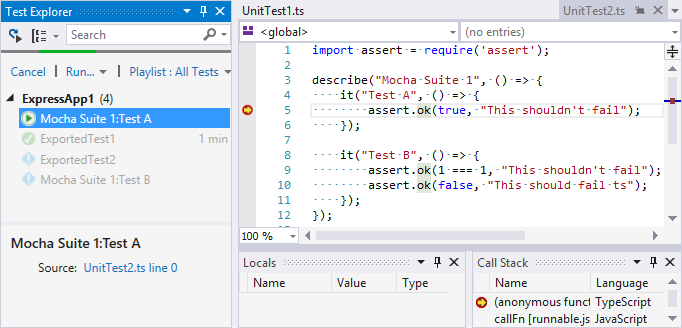 Test Explorer
Search
Cancel Run... Playlist : All Tests
ExpressApp1 (4)
Mocha Suite 1:Test A
ExportedTest1 1 min
ExportedTest2
Mocha Suite 1:Test B
Mocha Suite 1:Test A
Source: UnitTest2.ts line 0
UnitTest1.ts UnitTest2.ts
<global> (no entries)
1 import assert = require('assert');
2
3 describe("Mocha Suite 1", () => {
4 it("Test A", () => {
5 assert.ok(true, "This shouldn't fail");
6 });
7
8 it("Test B", () => {
9 assert.ok(1 === 1, "This shouldn't fail");
10 assert.ok(false, "This should fail ts");
11 });
12 });
100 %
Locals
Name Value Type
Call Stack
Name Language
(anonymous funct TypeScript
callFn [runnable.js JavaScript